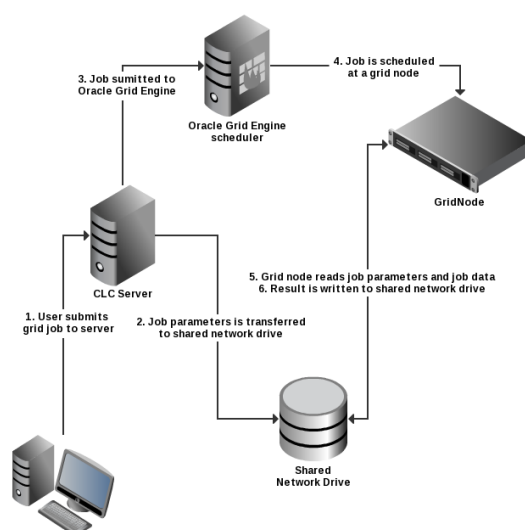 3. Job sumitted to
Oracle Grid Engine
4. Job is scheduled
at a grid node
Oracle Grid Engine
scheduler
GridNode
CLC Server
5. Grid node reads job parameters and job data
6. Result is written to shared network drive
1. User submits
grid job to server
2. Job parameters is transferred
to shared network drive
Shared
Network Drive